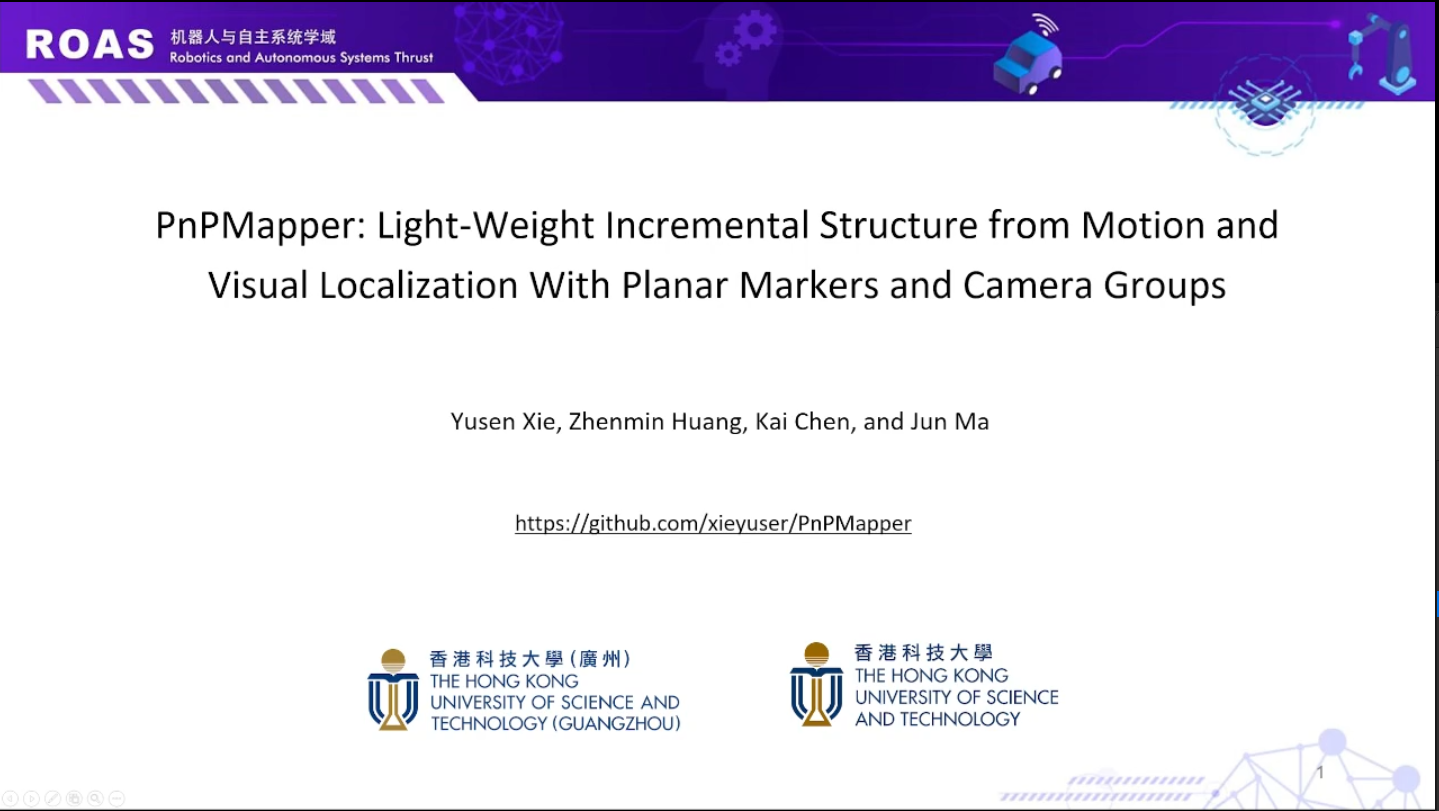 ROAS
机器人与自主系统学域
Robotics and Autonomous Systems Thrust
PnPMapper: Light-Weight Incremental Structure from Motion and
Visual Localization With Planar Markers and Camera Groups
Yusen Xie, Zhenmin Huang, Kai Chen, and Jun Ma
https://github.com/xieyuser/PnPMapper
香港科技大學(廣州)
THE HONG KONG
UNIVERSITY OF SCIENCE AND
TECHNOLOGY (GUANGZHOU)
香港科技大學
THE HONG KONG
UNIVERSITY OF SCIENCE
AND TECHNOLOGY
1